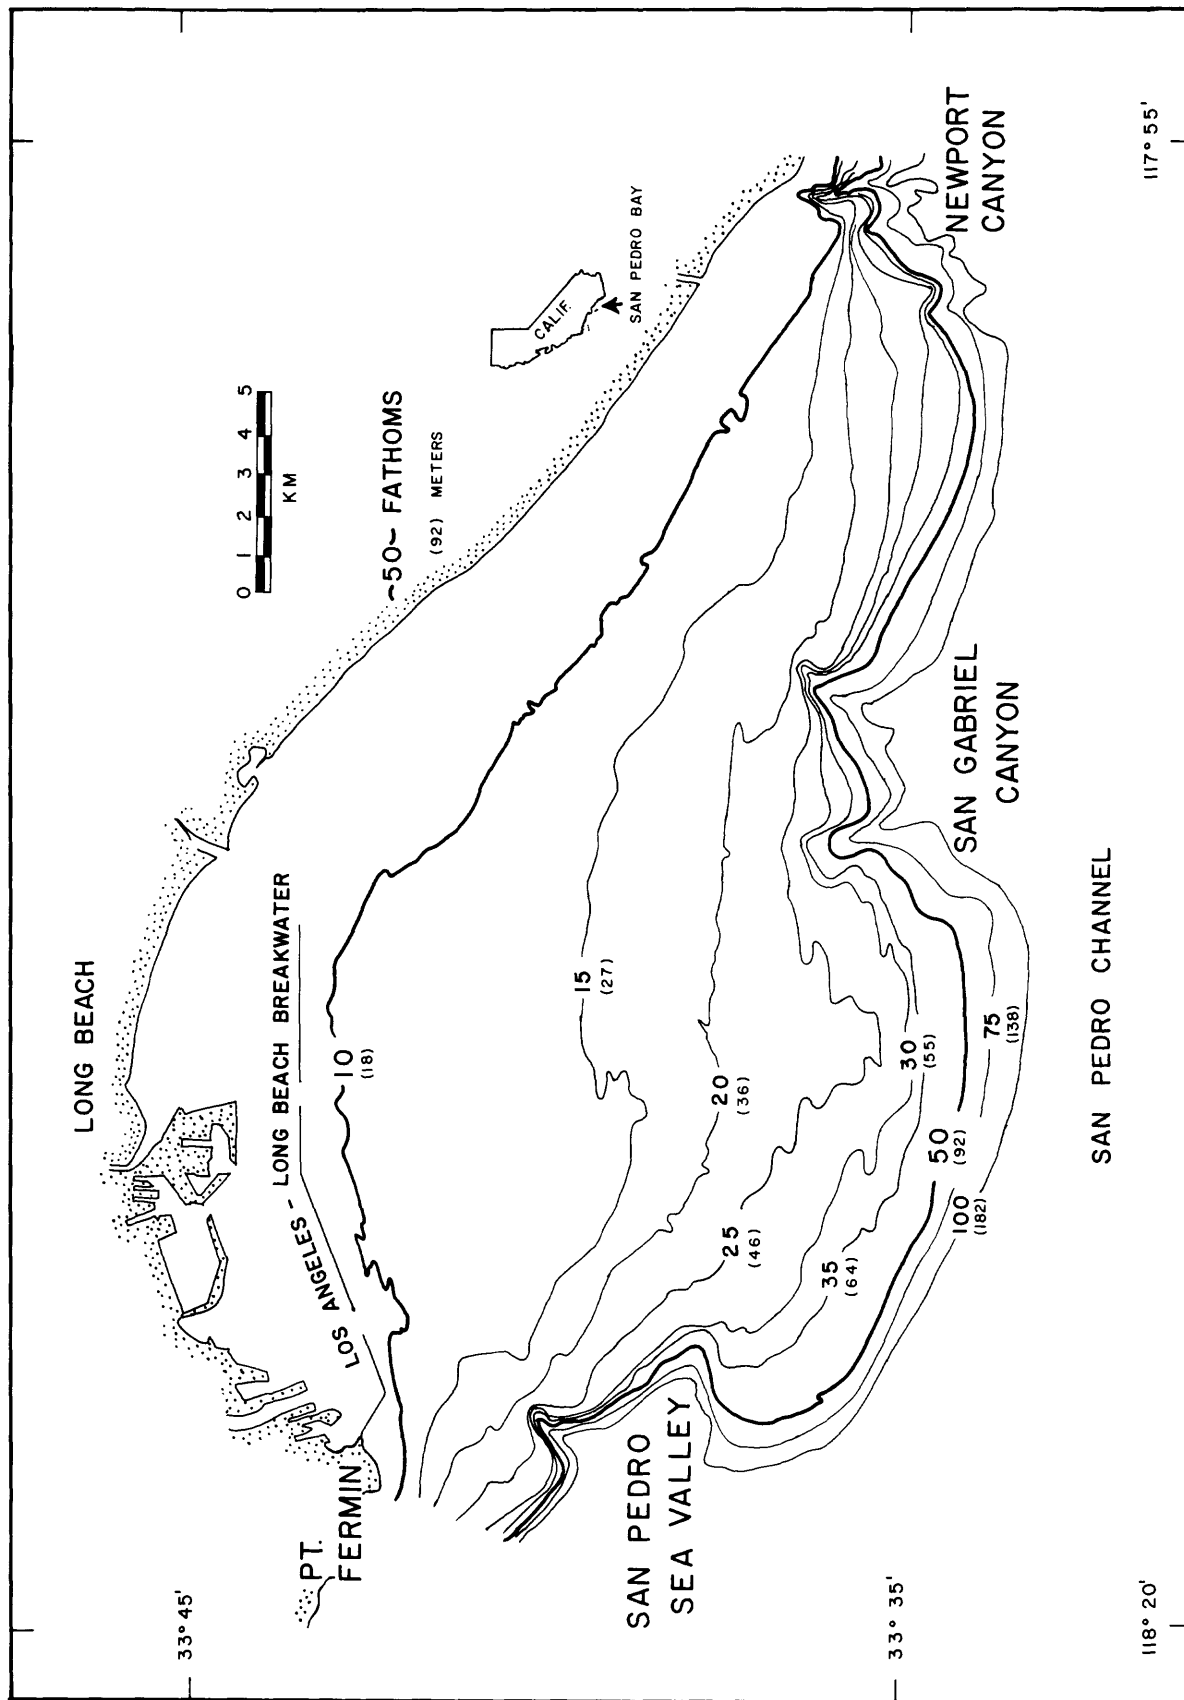 LONG BEACH
33° 45'
PT.
FERMIN
LOS ANGELES - LONG BEACH BREAKWATER
0 1 2 3 4 5
KM
~50~ FATHOMS
(92) METERS
CALIF.
SAN PEDRO BAY
10
(18)
15
(27)
20
(36)
25
(46)
30
(55)
35
(64)
50
(92)
75
(138)
100
(182)
SAN PEDRO
SEA VALLEY
SAN GABRIEL
CANYON
NEWPORT
CANYON
33° 35'
SAN PEDRO CHANNEL
118° 20'
117° 55'